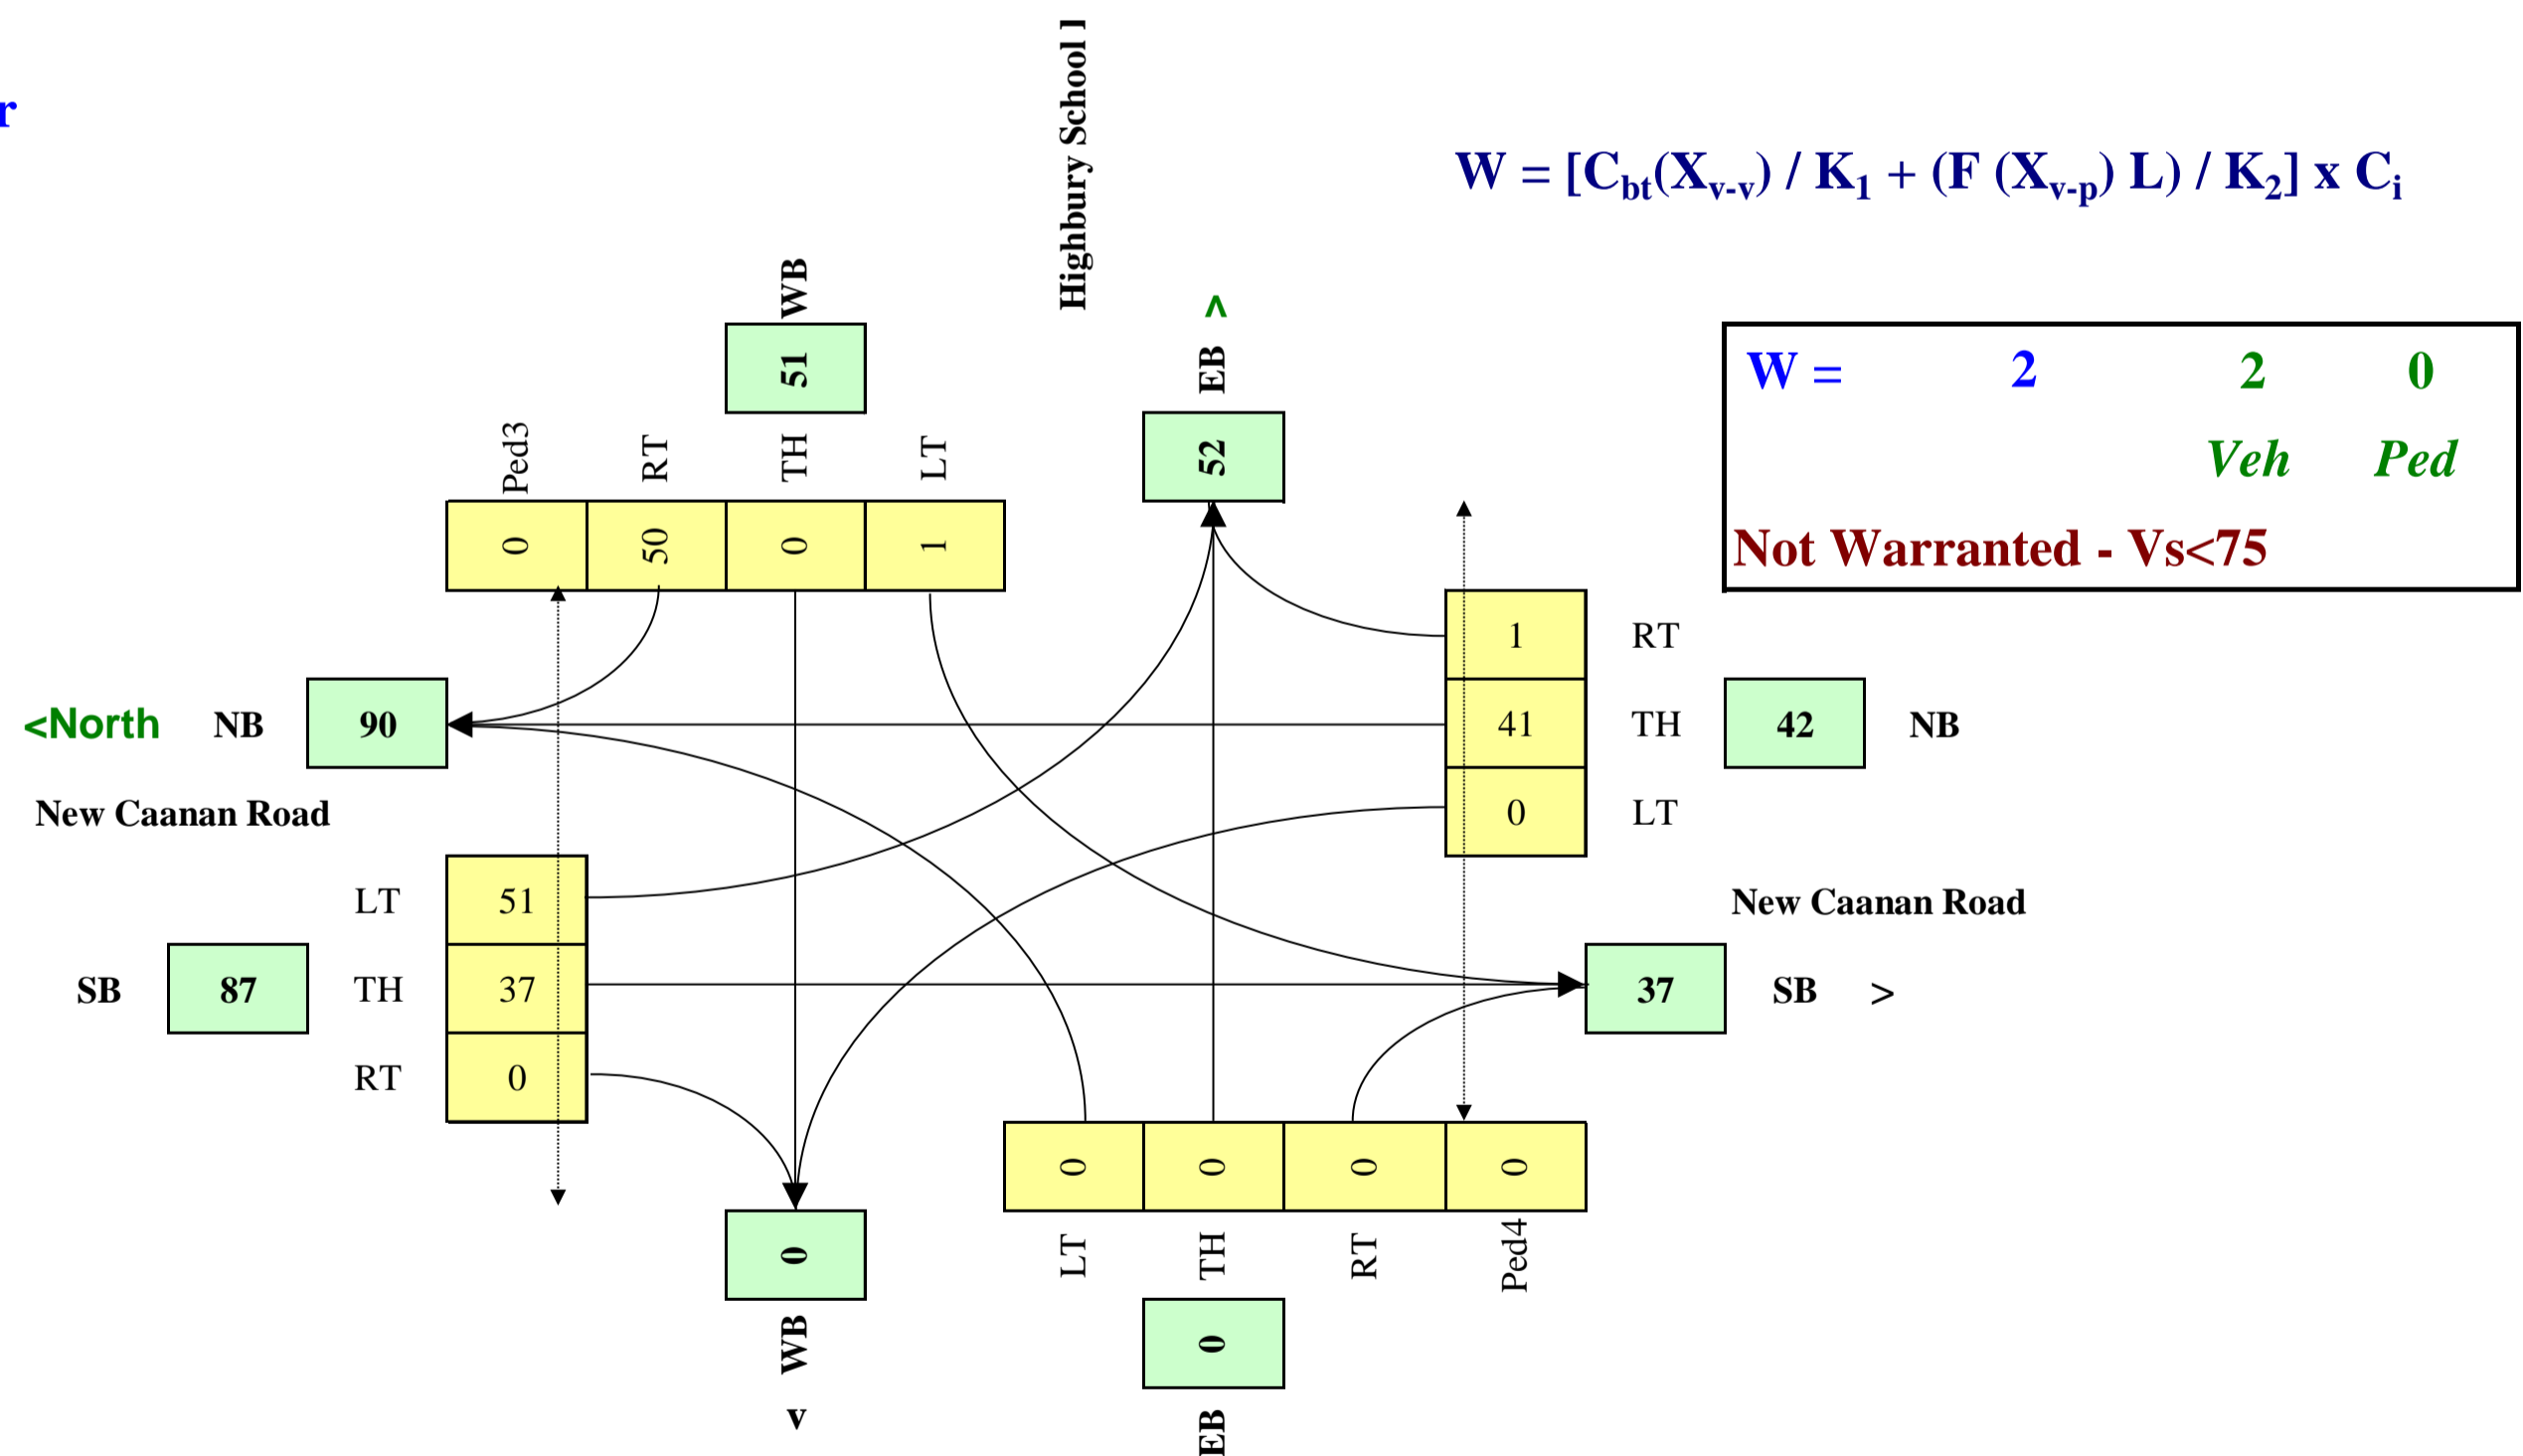 r
Highbury School
W = [Cbt(Xv-v) / K1 + (F (Xv-p) L) / K2] x Ci
WB
51
EB >
52
W = 2 2 0
Veh Ped
Not Warranted - Vs<75
Ped3 RT TH LT
0 50 0 1
1 RT
<North NB 90
41 TH 42 NB
0 LT
New Caanan Road
LT 51
New Caanan Road
SB 87 TH 37
37 SB >
RT 0
0 0 0 0
LT TH RT Ped4
0
< WB
0
EB